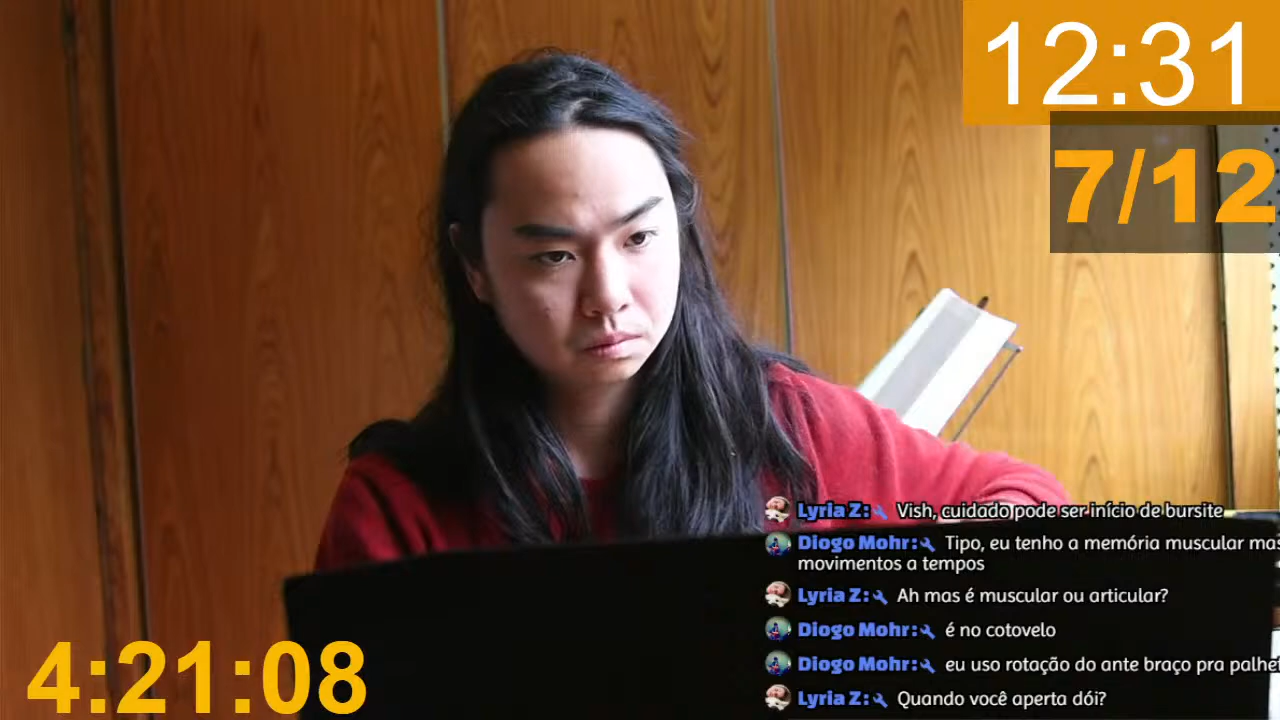 12:31
7/12
Lyria Z: Vish, cuidado pode ser início de bursite
Diogo Mohr: Tipo, eu tenho a memória muscular mas
movimentos a tempos
Lyria Z: Ah mas é muscular ou articular?
Diogo Mohr: é no cotovelo
Diogo Mohr: eu uso rotação do ante braço pra
Lyria Z: Quando você aperta dói?
4:21:08